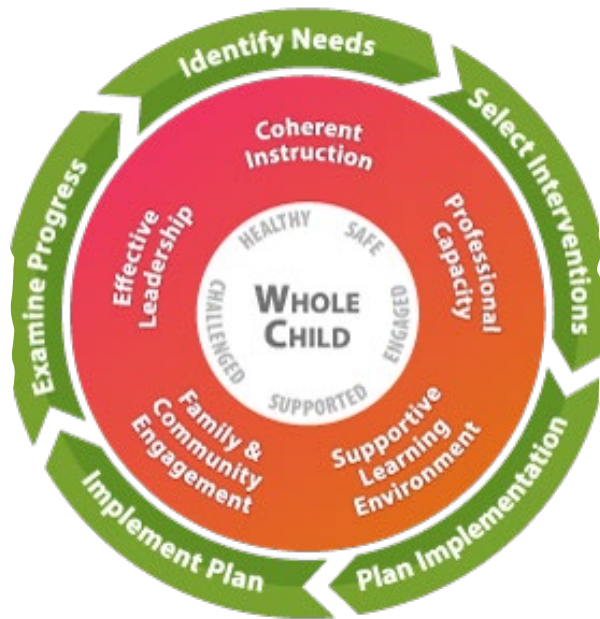 Identify Needs
Select Interventions
Plan Implementation
Implement Plan
Examine Progress
Coherent
Instruction
Professional
Capacity
Supportive
Learning
Environment
Family &
Community
Engagement
Effective
Leadership
HEALTHY
SAFE
ENGAGED
SUPPORTED
CHALLENGED
WHOLE
CHILD